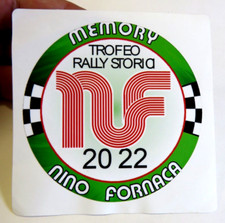 MEMORY
TROFEO
RALLY STORICI
NF
2022
NINO FORNACA